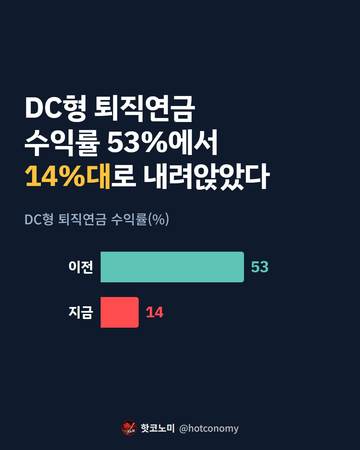 DC형 퇴직연금
수익률 53%에서
14%대로 내려앉았다
DC형 퇴직연금 수익률(%)
이전 53
지금 14
핫코노미 @hotconomy